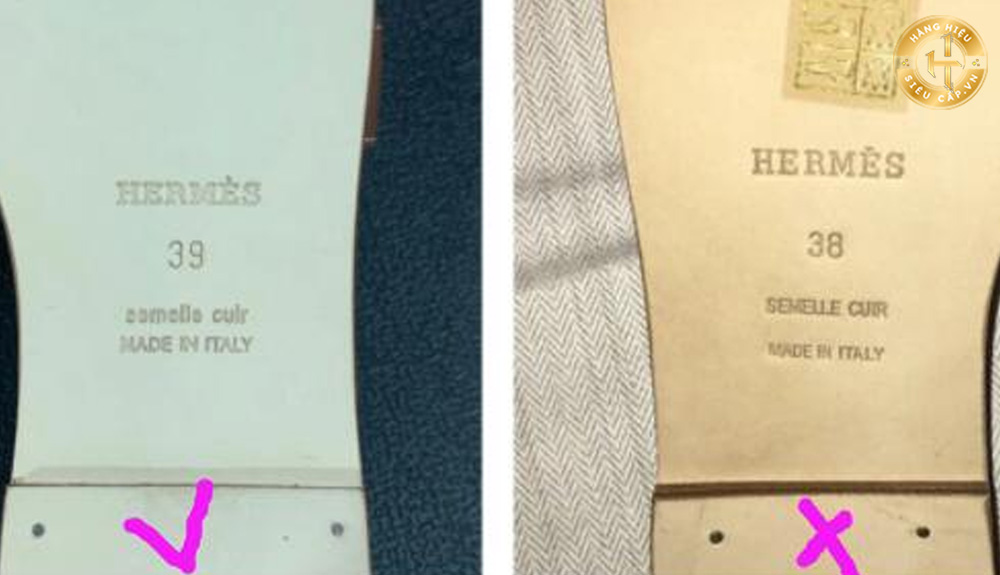 HERMÈS
39
semelle cuir
MADE IN ITALY
HERMÈS
38
SEMELLE CUIR
MADE IN ITALY
HÀNG HIỆU
SIÊU CẤP.VN